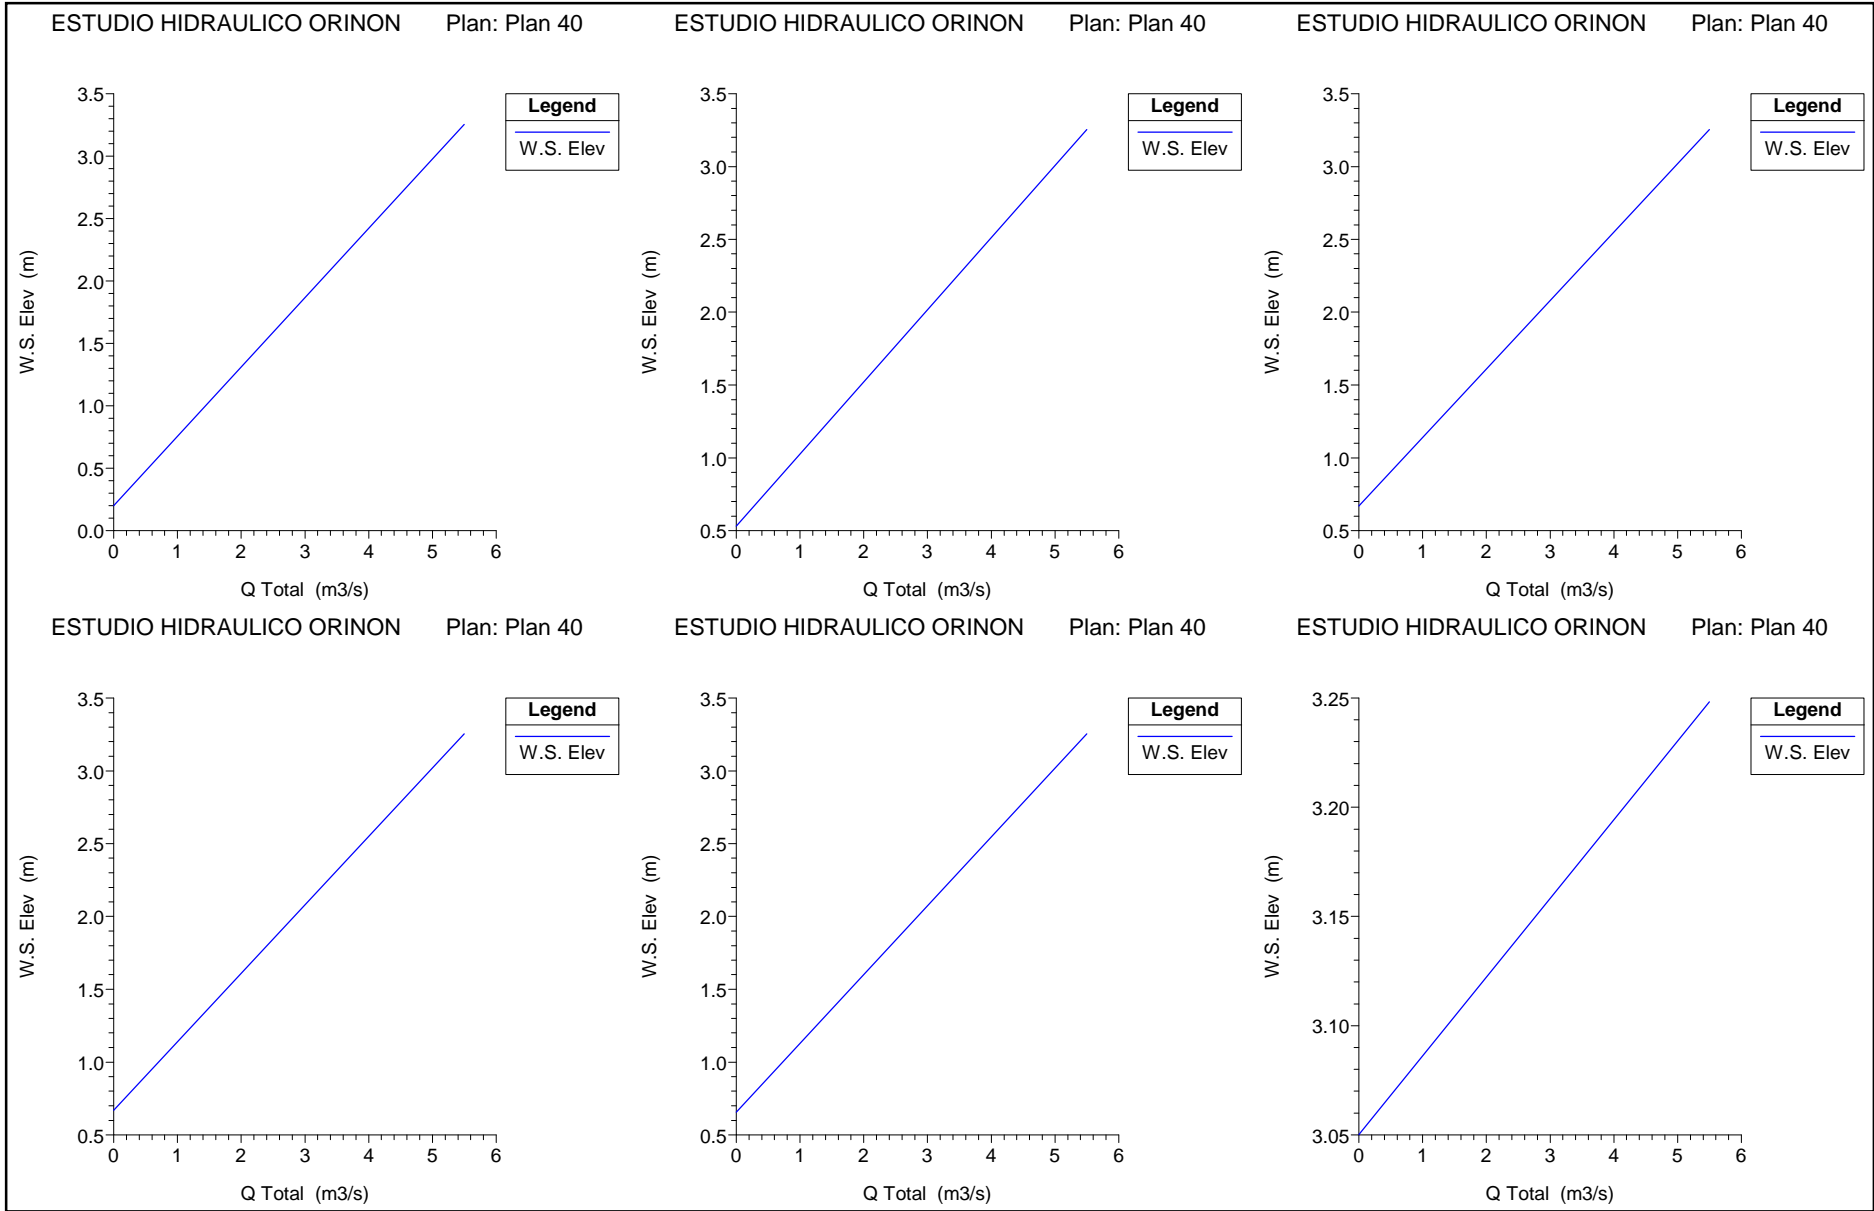 ESTUDIO HIDRAULICO ORINON Plan: Plan 40
3.5
3.0
2.5
2.0
1.5
1.0
0.5
0.0
W.S. Elev (m)
0 1 2 3 4 5 6
Q Total (m3/s)
Legend
W.S. Elev
ESTUDIO HIDRAULICO ORINON Plan: Plan 40
3.5
3.0
2.5
2.0
1.5
1.0
0.5
W.S. Elev (m)
0 1 2 3 4 5 6
Q Total (m3/s)
Legend
W.S. Elev
ESTUDIO HIDRAULICO ORINON Plan: Plan 40
3.5
3.0
2.5
2.0
1.5
1.0
0.5
W.S. Elev (m)
0 1 2 3 4 5 6
Q Total (m3/s)
Legend
W.S. Elev
ESTUDIO HIDRAULICO ORINON Plan: Plan 40
3.5
3.0
2.5
2.0
1.5
1.0
0.5
W.S. Elev (m)
0 1 2 3 4 5 6
Q Total (m3/s)
Legend
W.S. Elev
ESTUDIO HIDRAULICO ORINON Plan: Plan 40
3.5
3.0
2.5
2.0
1.5
1.0
0.5
W.S. Elev (m)
0 1 2 3 4 5 6
Q Total (m3/s)
Legend
W.S. Elev
ESTUDIO HIDRAULICO ORINON Plan: Plan 40
3.25
3.20
3.15
3.10
3.05
W.S. Elev (m)
0 1 2 3 4 5 6
Q Total (m3/s)
Legend
W.S. Elev